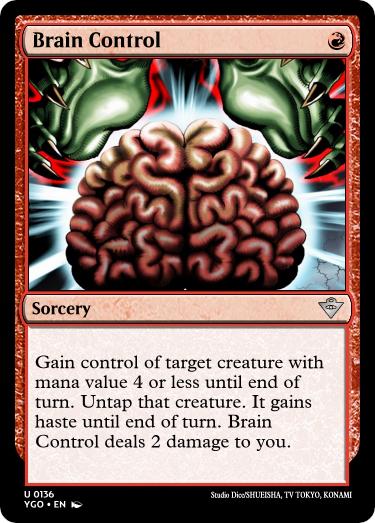 Brain Control
Sorcery
Gain control of target creature with
mana value 4 or less until end of
turn. Untap that creature. It gains
haste until end of turn. Brain
Control deals 2 damage to you.
U 0136
YGO • EN
Studio Dice/SHUEISHA, TV TOKYO, KONAMI